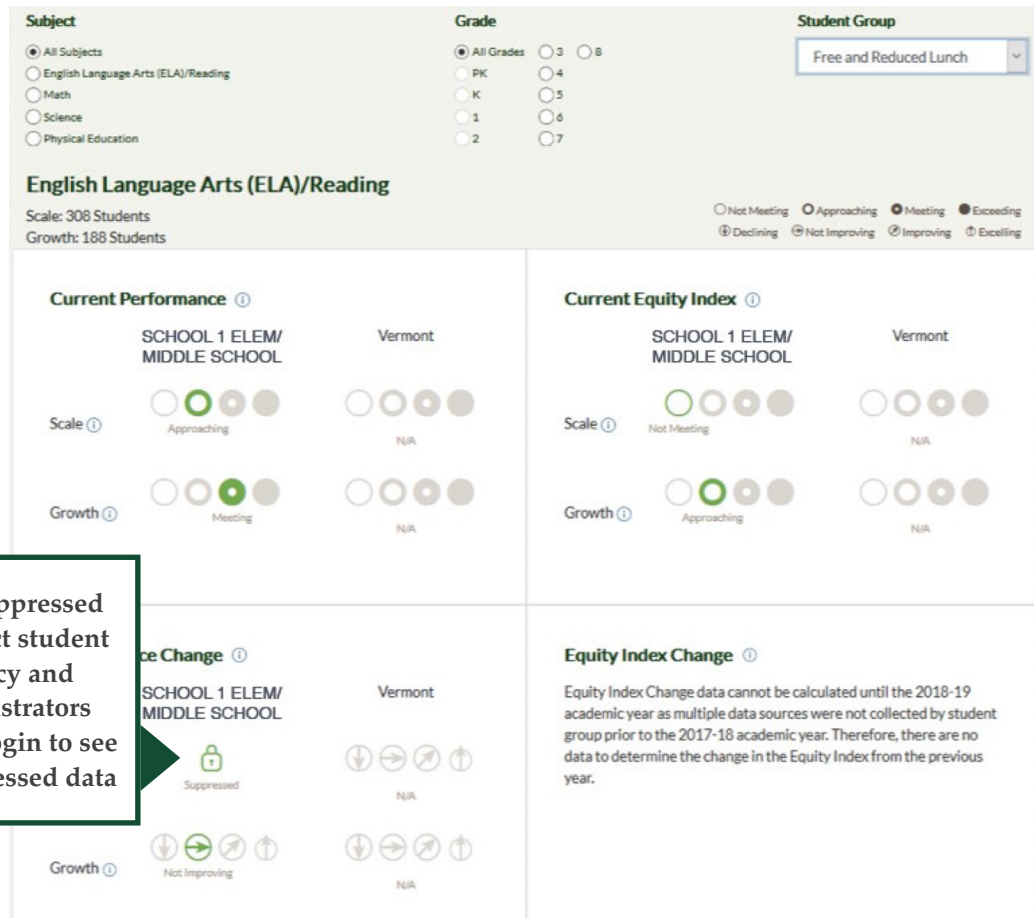 Subject
All Subjects
English Language Arts (ELA)/Reading
Math
Science
Physical Education
Grade
All Grades 3 8
PK 4
K 5
1 6
2 7
Student Group
Free and Reduced Lunch
English Language Arts (ELA)/Reading
Scale: 308 Students
Growth: 188 Students
Not Meeting Approaching Meeting Exceeding
Declining Not Improving Improving Excelling
Current Performance
SCHOOL 1 ELEM/
MIDDLE SCHOOL
Vermont
Scale
Approaching
N/A
Growth
Meeting
N/A
Current Equity Index
SCHOOL 1 ELEM/
MIDDLE SCHOOL
Vermont
Scale
Not Meeting
N/A
Growth
Approaching
N/A
ppressed
ct student
cy and
istrators
ogin to see
essed data
ce Change
SCHOOL 1 ELEM/
MIDDLE SCHOOL
Vermont
Suppressed
N/A
Growth
Not Improving
N/A
Equity Index Change
Equity Index Change data cannot be calculated until the 2018-19
academic year as multiple data sources were not collected by student
group prior to the 2017-18 academic year. Therefore, there are no
data to determine the change in the Equity Index from the previous
year.